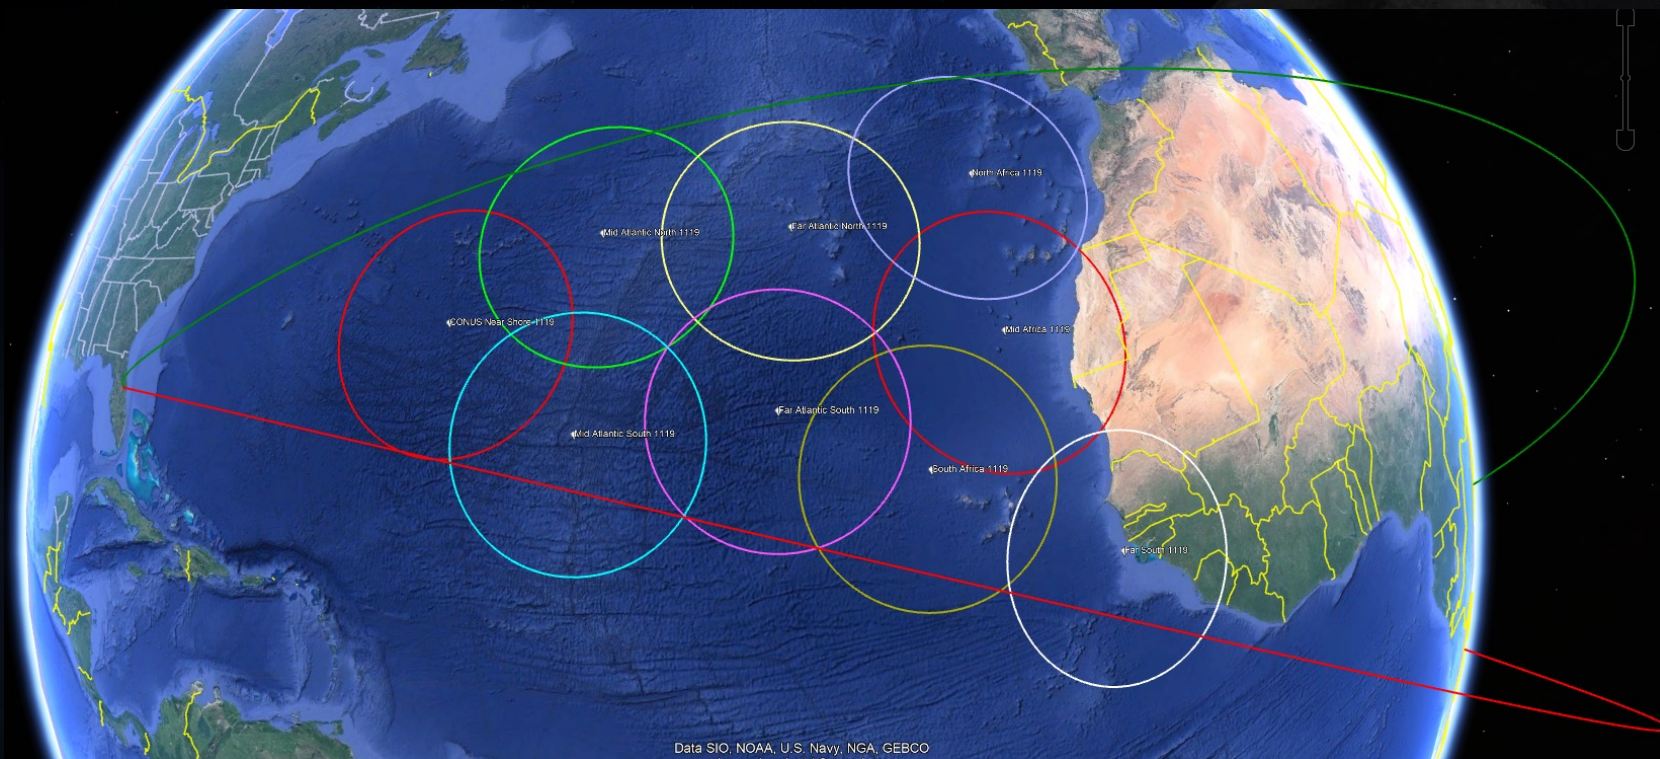 North Africa 1119
Far Atlantic North 1119
Mid Atlantic North 1119
CONUS Near Shore 1119
Mid Africa 1119
Far Atlantic South 1119
Mid Atlantic South 1119
South Africa 1119
Far South 1119
Data SIO, NOAA, U.S. Navy, NGA, GEBCO